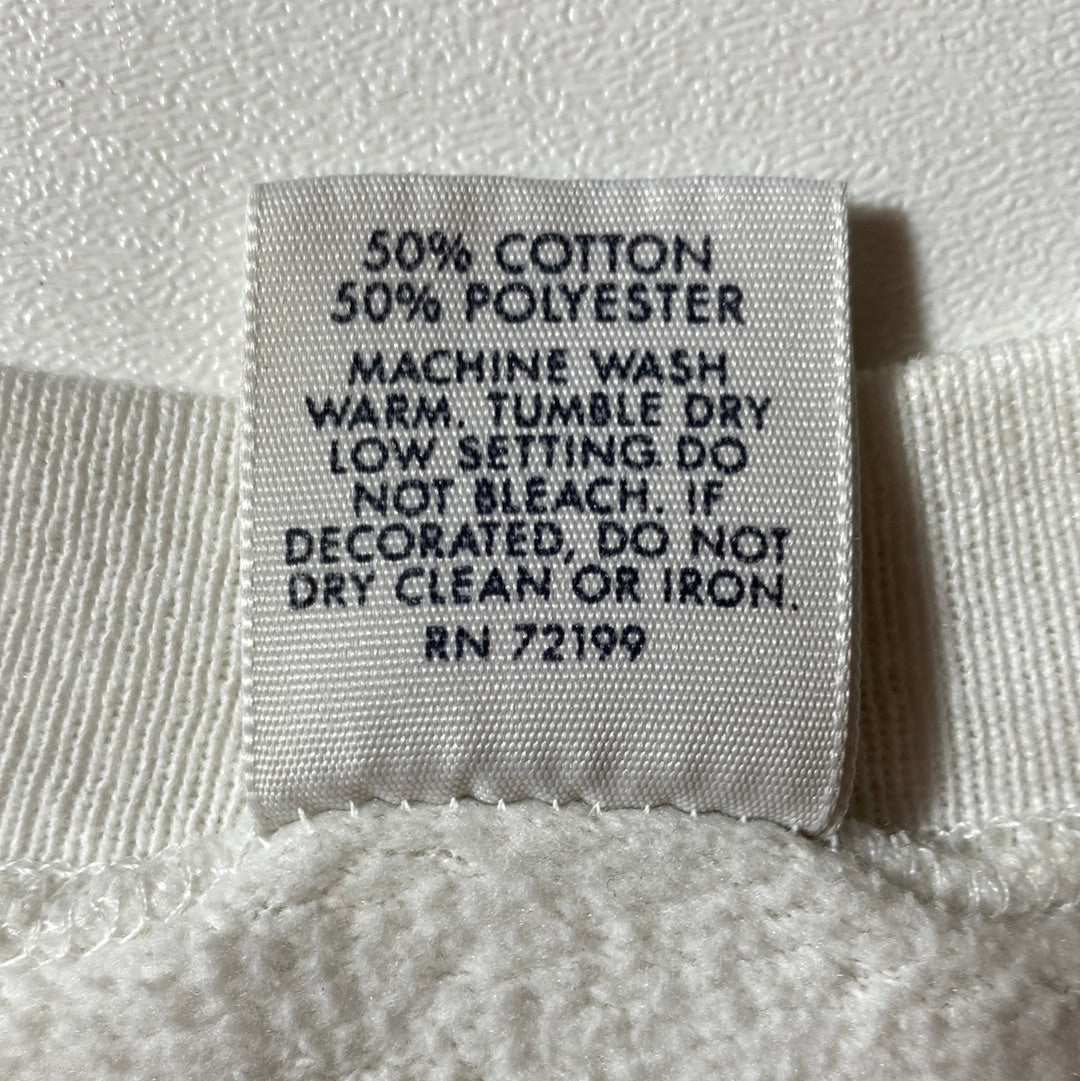 50% COTTON
50% POLYESTER
MACHINE WASH
WARM. TUMBLE DRY
LOW SETTING. DO
NOT BLEACH. IF
DECORATED, DO NOT
DRY CLEAN OR IRON.
RN 72199